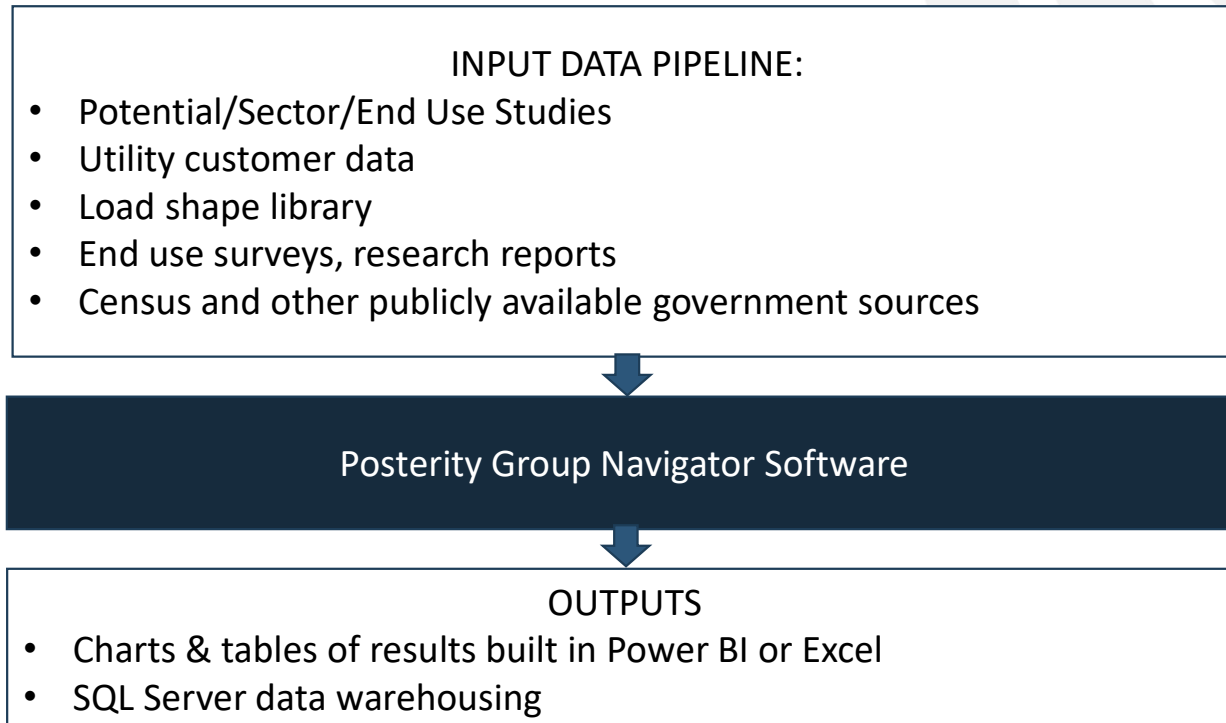 INPUT DATA PIPELINE:
• Potential/Sector/End Use Studies
• Utility customer data
• Load shape library
• End use surveys, research reports
• Census and other publicly available government sources
Posterity Group Navigator Software
OUTPUTS
• Charts & tables of results built in Power BI or Excel
• SQL Server data warehousing